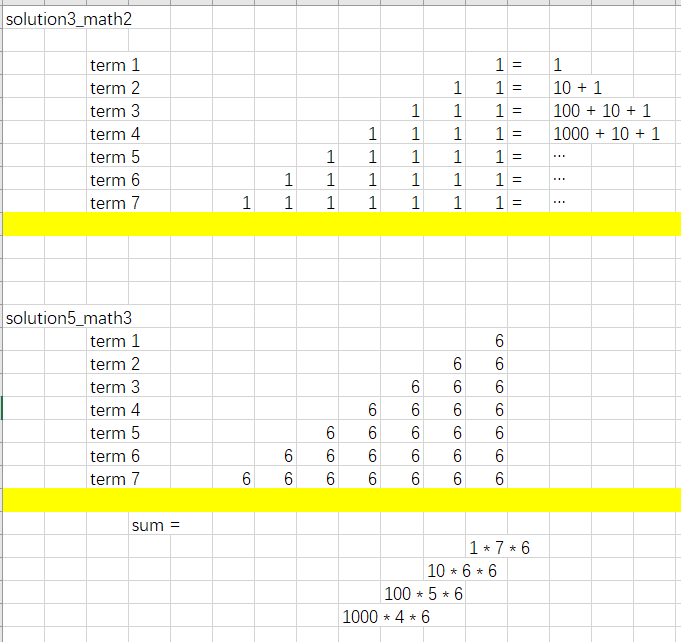 solution3_math2
term 1 1 = 1
term 2 1 1 = 10 + 1
term 3 1 1 1 = 100 + 10 + 1
term 4 1 1 1 1 = 1000 + 10 + 1
term 5 1 1 1 1 1 = ...
term 6 1 1 1 1 1 1 = ...
term 7 1 1 1 1 1 1 1 = ...
solution5_math3
term 1 6
term 2 6 6
term 3 6 6 6
term 4 6 6 6 6
term 5 6 6 6 6 6
term 6 6 6 6 6 6 6
term 7 6 6 6 6 6 6 6
sum =
1 * 7 * 6
10 * 6 * 6
100 * 5 * 6
1000 * 4 * 6